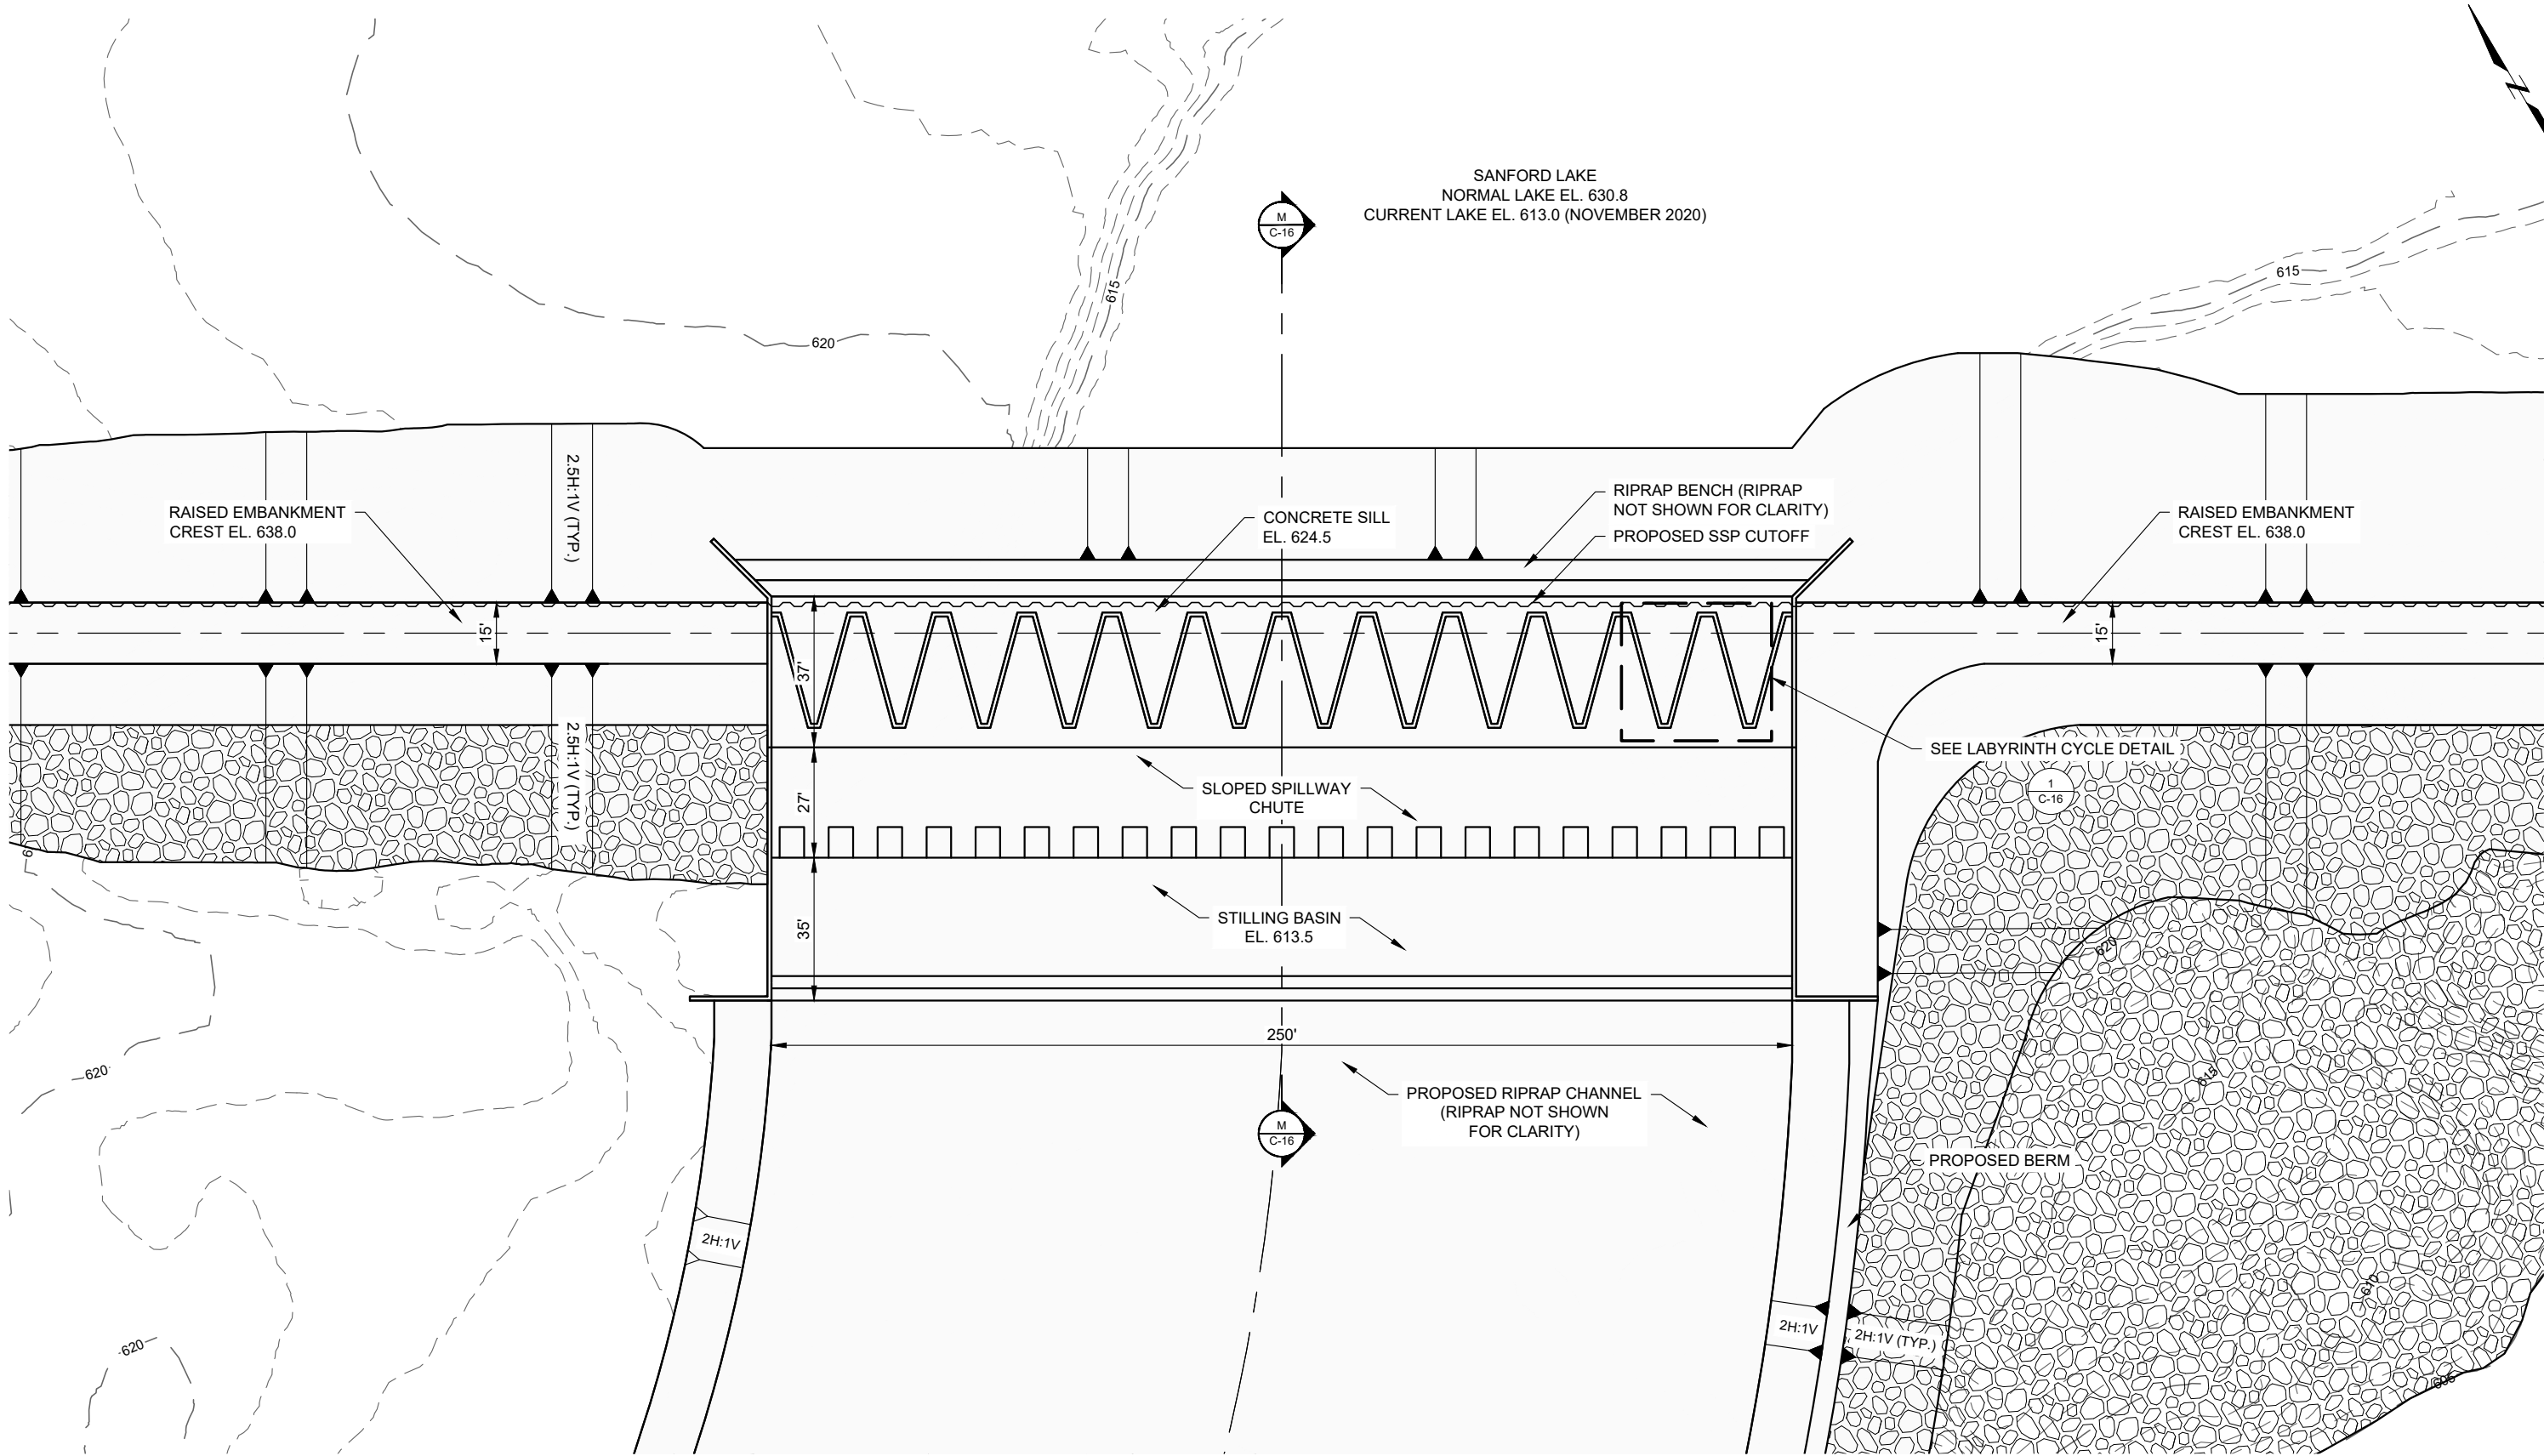 SANFORD LAKE
NORMAL LAKE EL. 630.8
CURRENT LAKE EL. 613.0 (NOVEMBER 2020)
N
M
C-16
615
615
620
2.5H:1V (TYP.)
RAISED EMBANKMENT
CREST EL. 638.0
CONCRETE SILL
EL. 624.5
RIPRAP BENCH (RIPRAP
NOT SHOWN FOR CLARITY)
PROPOSED SSP CUTOFF
RAISED EMBANKMENT
CREST EL. 638.0
15'
15'
37'
SEE LABYRINTH CYCLE DETAIL
1
C-16
2.5H:1V (TYP.)
SLOPED SPILLWAY
CHUTE
27'
STILLING BASIN
EL. 613.5
35'
620
250'
620
615
PROPOSED RIPRAP CHANNEL
(RIPRAP NOT SHOWN
FOR CLARITY)
M
C-16
PROPOSED BERM
2H:1V
2H:1V
2H:1V (TYP.)
610
620
605